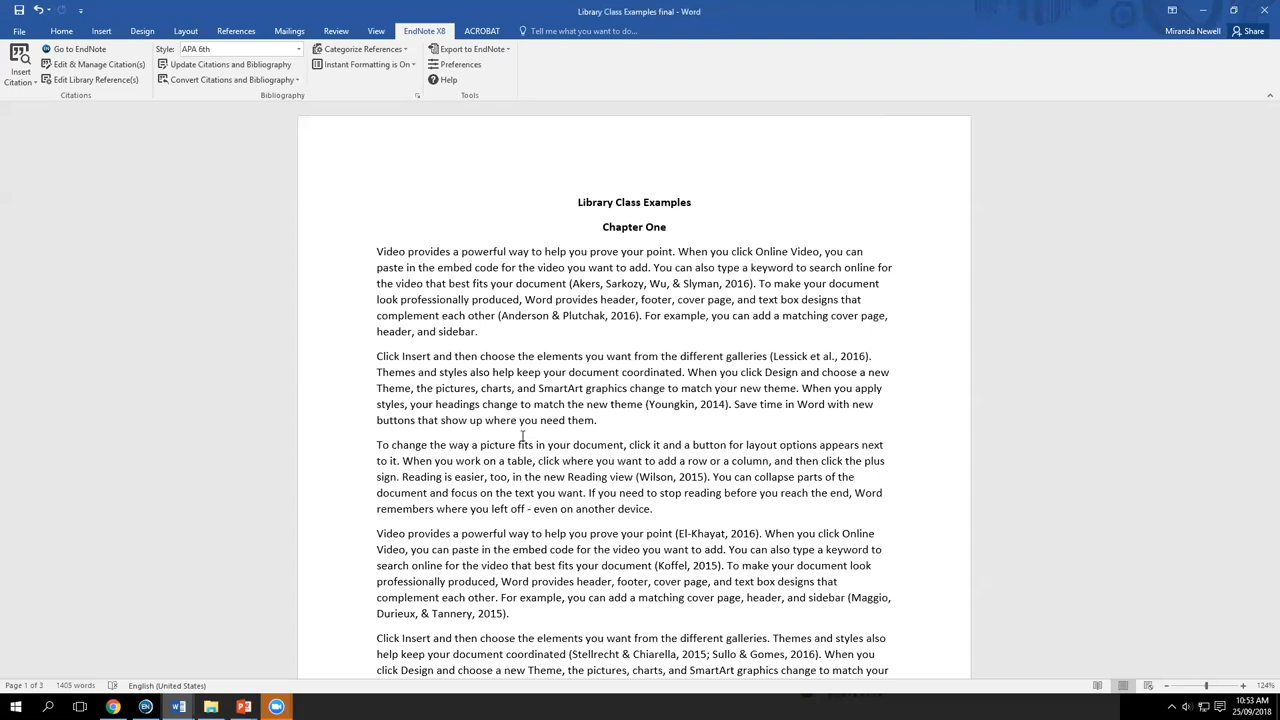 Library Class Examples final - Word
File Home Insert Design Layout References Mailings Review View EndNote X8 ACROBAT Tell me what you want to do... Miranda Newell Share
Go to EndNote Style: APA 6th Categorize References Export to EndNote
Insert Citation Edit & Manage Citation(s) Update Citations and Bibliography Instant Formatting is On Preferences
Edit Library Reference(s) Convert Citations and Bibliography Help
Citations Bibliography Tools
Library Class Examples
Chapter One
Video provides a powerful way to help you prove your point. When you click Online Video, you can
paste in the embed code for the video you want to add. You can also type a keyword to search online for
the video that best fits your document (Akers, Sarkozy, Wu, & Slyman, 2016). To make your document
look professionally produced, Word provides header, footer, cover page, and text box designs that
complement each other (Anderson & Plutchak, 2016). For example, you can add a matching cover page,
header, and sidebar.
Click Insert and then choose the elements you want from the different galleries (Lessick et al., 2016).
Themes and styles also help keep your document coordinated. When you click Design and choose a new
Theme, the pictures, charts, and SmartArt graphics change to match your new theme. When you apply
styles, your headings change to match the new theme (Youngkin, 2014). Save time in Word with new
buttons that show up where you need them.
To change the way a picture fits in your document, click it and a button for layout options appears next
to it. When you work on a table, click where you want to add a row or a column, and then click the plus
sign. Reading is easier, too, in the new Reading view (Wilson, 2015). You can collapse parts of the
document and focus on the text you want. If you need to stop reading before you reach the end, Word
remembers where you left off - even on another device.
Video provides a powerful way to help you prove your point (El-Khayat, 2016). When you click Online
Video, you can paste in the embed code for the video you want to add. You can also type a keyword to
search online for the video that best fits your document (Koffel, 2015). To make your document look
professionally produced, Word provides header, footer, cover page, and text box designs that
complement each other. For example, you can add a matching cover page, header, and sidebar (Maggio,
Durieux, & Tannery, 2015).
Click Insert and then choose the elements you want from the different galleries. Themes and styles also
help keep your document coordinated (Stellrecht & Chiarella, 2015; Sullo & Gomes, 2016). When you
click Design and choose a new Theme, the pictures, charts, and SmartArt graphics change to match your
Page 1 of 3 1405 words English (United States) 124%
10:53 AM
25/09/2018